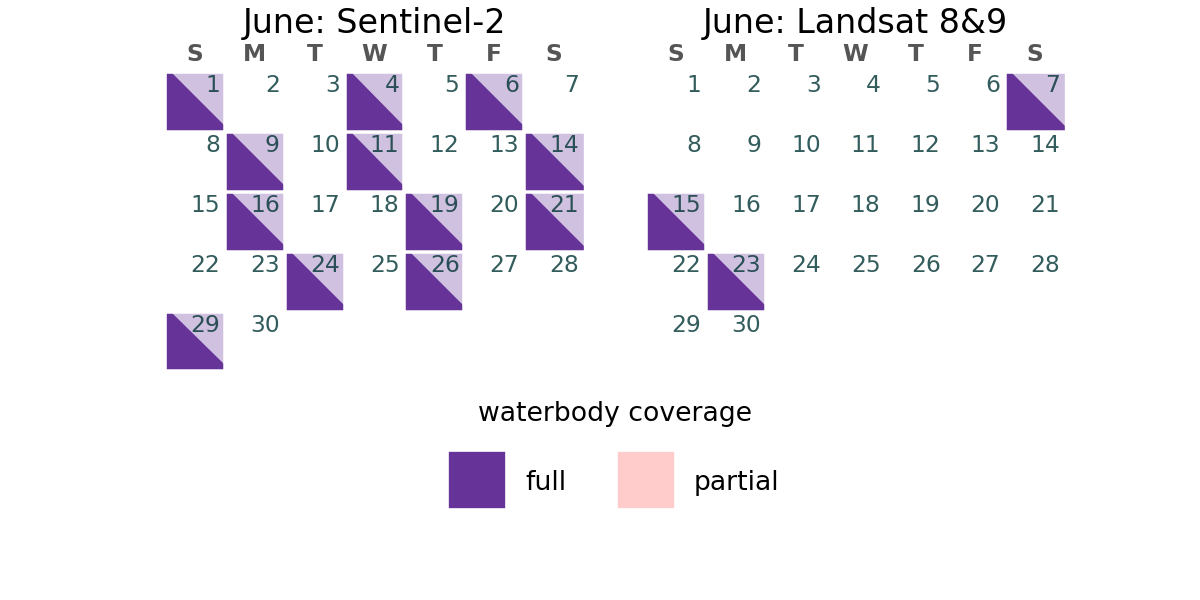 June: Sentinel-2
S M T W T F S
1 2 3 4 5 6 7
8 9 10 11 12 13 14
15 16 17 18 19 20 21
22 23 24 25 26 27 28
29 30
June: Landsat 8&9
S M T W T F S
1 2 3 4 5 6 7
8 9 10 11 12 13 14
15 16 17 18 19 20 21
22 23 24 25 26 27 28
29 30
waterbody coverage
full
partial